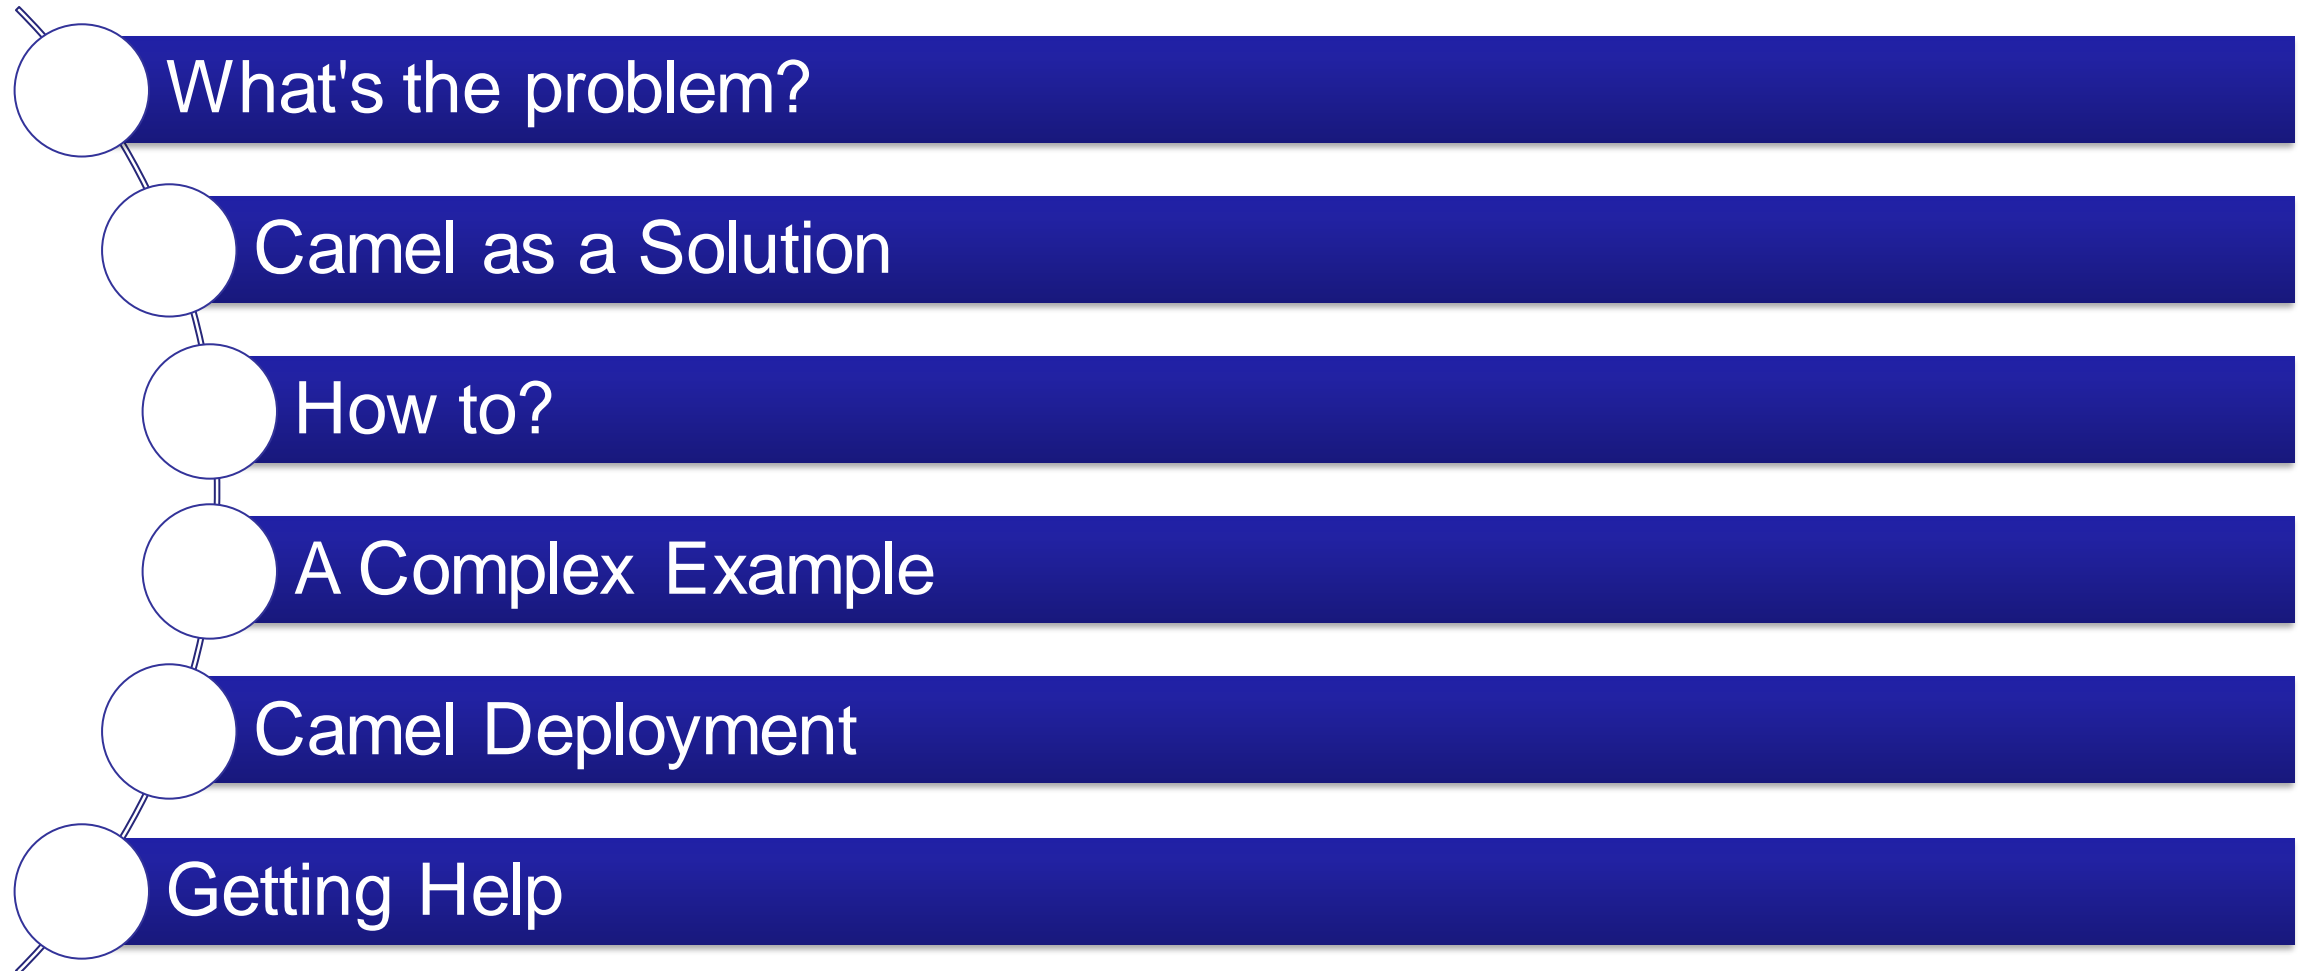 What's the problem?
Camel as a Solution
How to?
A Complex Example
Camel Deployment
Getting Help